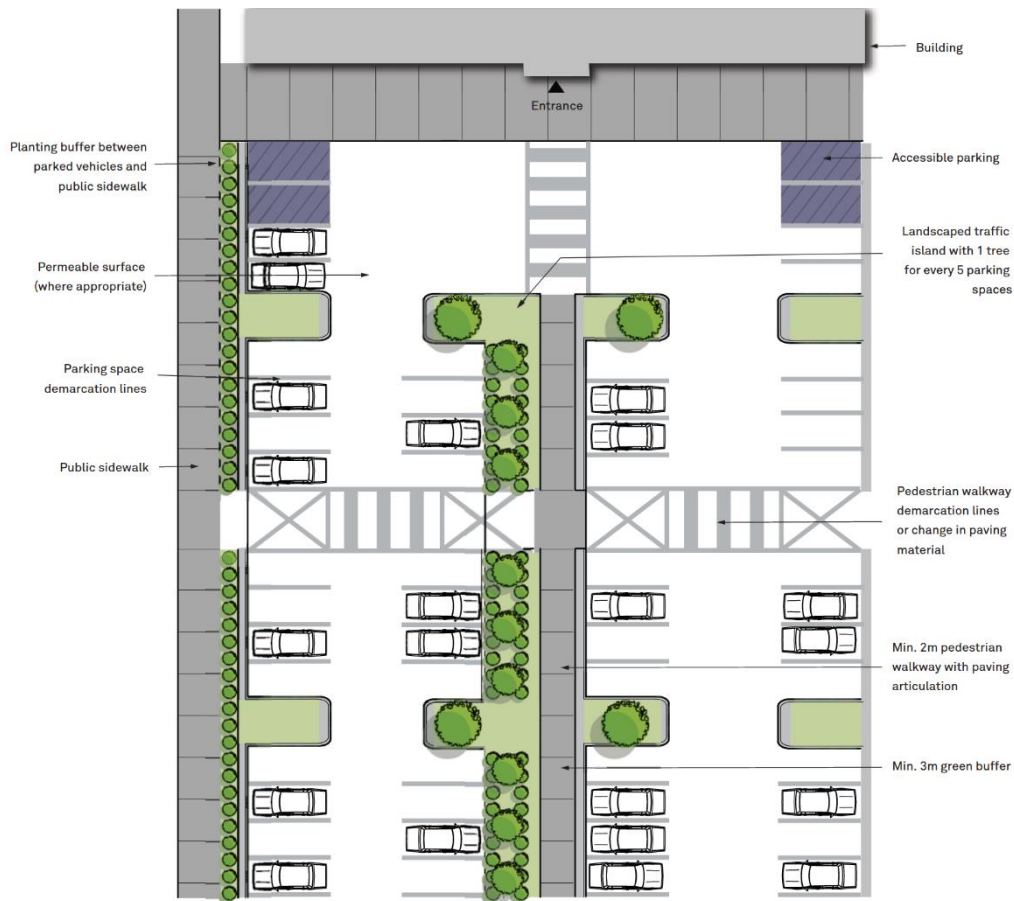 Building
Entrance
Planting buffer between
parked vehicles and
public sidewalk
Accessible parking
Landscaped traffic
island with 1 tree
for every 5 parking
spaces
Permeable surface
(where appropriate)
Parking space
demarcation lines
Public sidewalk
Pedestrian walkway
demarcation lines
or change in paving
material
Min. 2m pedestrian
walkway with paving
articulation
Min. 3m green buffer